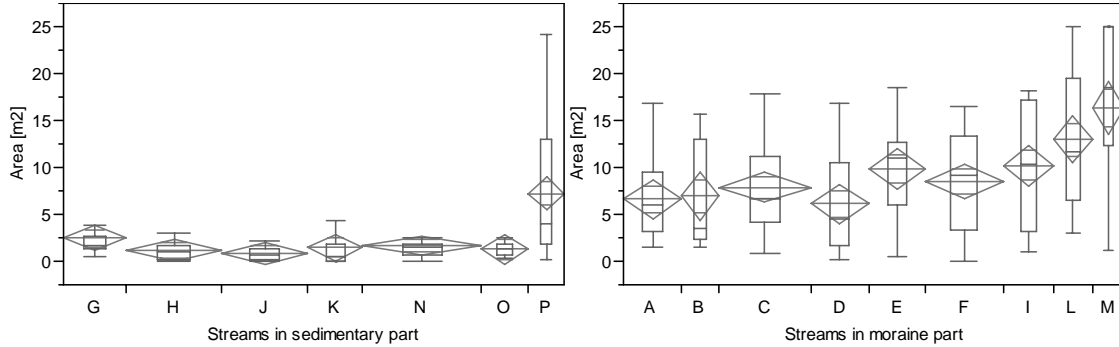 25
20
15
10
5
0
Area [m2]
G H J K N O P
Streams in sedimentary part
25
20
15
10
5
0
Area [m2]
A B C D E F I L M
Streams in moraine part